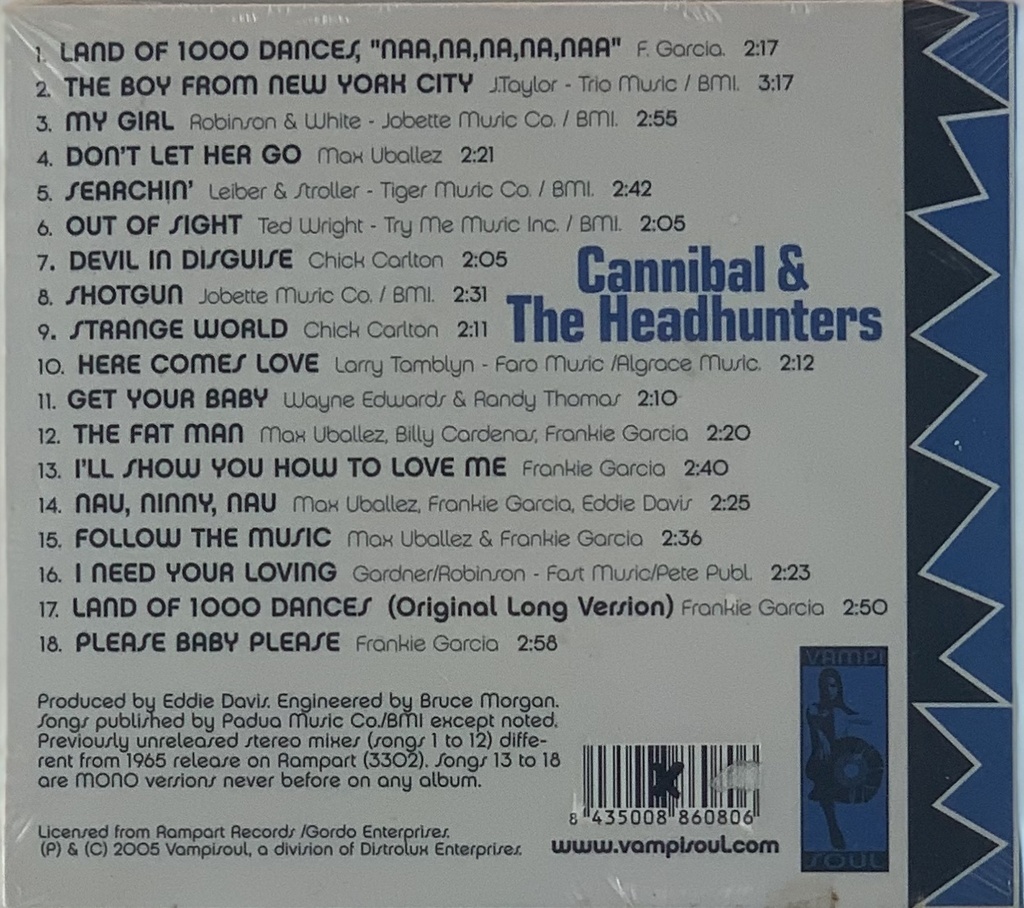 1. LAND OF 1000 DANCES, "NAA,NA,NA,NA,NAA" F. Garcia. 2:17
2. THE BOY FROM NEW YORK CITY J.Taylor - Trio Music / BMI. 3:17
3. MY GIRL Robinson & White - Jobette Music Co. / BMI. 2:55
4. DON'T LET HER GO Max Uballez 2:21
5. SEARCHIN' Leiber & Stroller - Tiger Music Co. / BMI. 2:42
6. OUT OF SIGHT Ted Wright - Try Me Music Inc. / BMI. 2:05
7. DEVIL IN DISGUISE Chick Carlton 2:05
8. SHOTGUN Jobette Music Co. / BMI. 2:31
9. STRANGE WORLD Chick Carlton 2:11
10. HERE COMES LOVE Larry Tamblyn - Faro Music /Algrace Music. 2:12
11. GET YOUR BABY Wayne Edwards & Randy Thomas 2:10
12. THE FAT MAN Max Uballez, Billy Cardenas, Frankie Garcia 2:20
13. I'LL SHOW YOU HOW TO LOVE ME Frankie Garcia 2:40
14. NAU, NINNY, NAU Max Uballez, Frankie Garcia, Eddie Davis 2:25
15. FOLLOW THE MUSIC Max Uballez & Frankie Garcia 2:36
16. I NEED YOUR LOVING Gardner/Robinson - Fast Music/Pete Publ. 2:23
17. LAND OF 1000 DANCES (Original Long Version) Frankie Garcia 2:50
18. PLEASE BABY PLEASE Frankie Garcia 2:58
Cannibal &
The Headhunters
Produced by Eddie Davis. Engineered by Bruce Morgan.
Songs published by Padua Music Co./BMI except noted.
Previously unreleased stereo mixes (songs 1 to 12) diffe-
rent from 1965 release on Rampart (3302). Songs 13 to 18
are MONO versions never before on any album.
Licensed from Rampart Records /Gordo Enterprises.
(P) & (C) 2005 Vampisoul, a division of Distrolux Enterprises.
K
8 435008 860806
www.vampisoul.com
VAMPI
SOUL